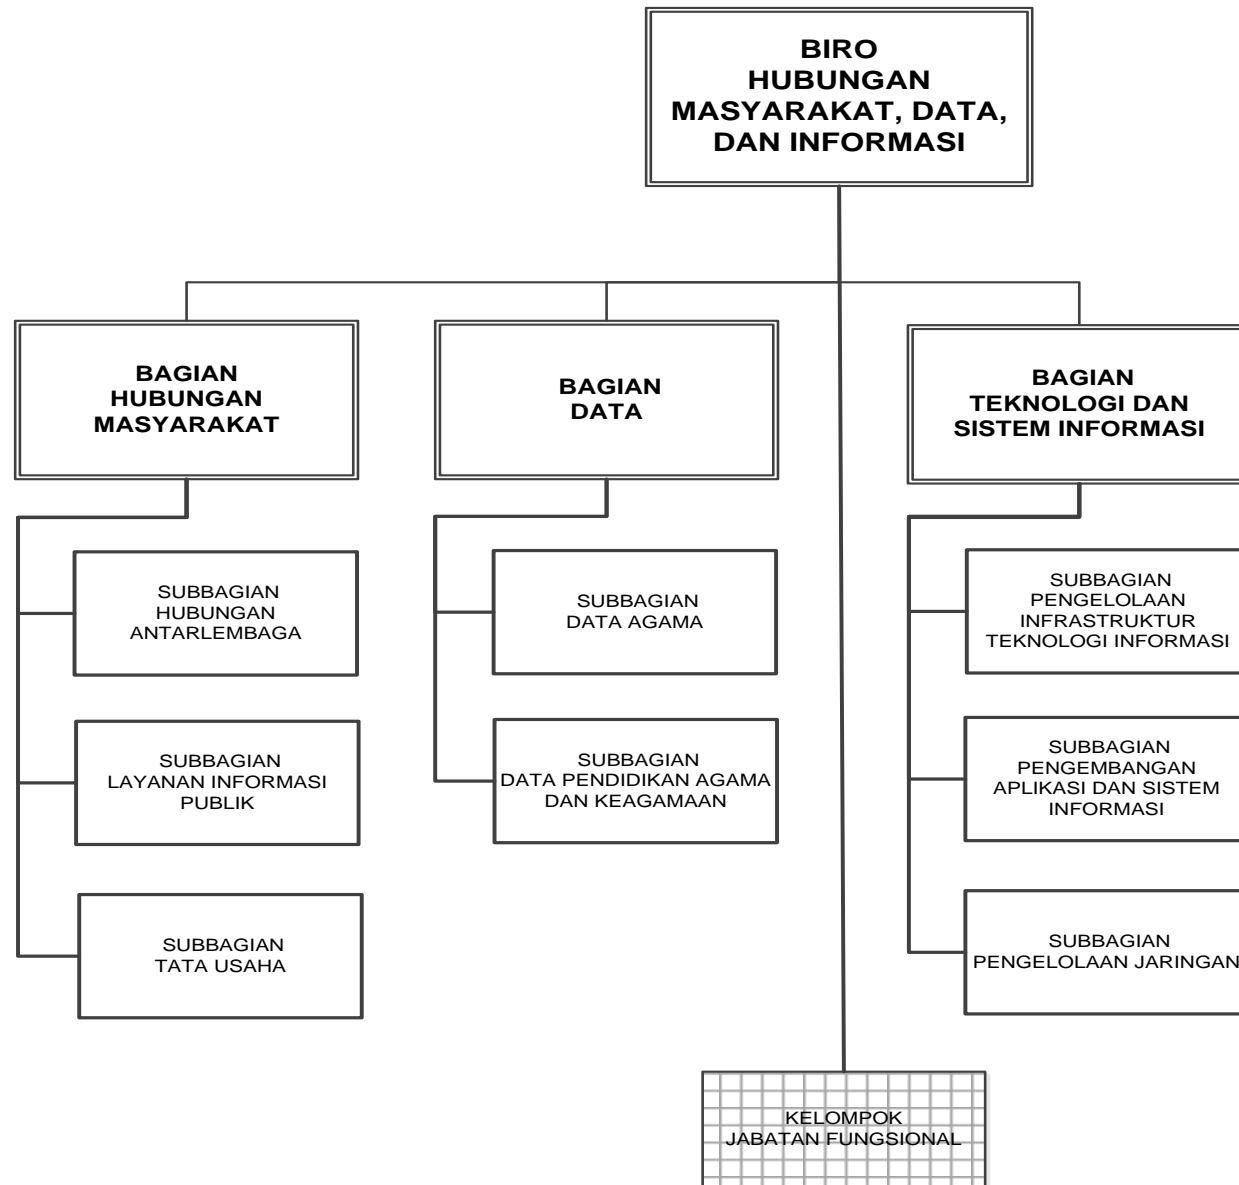 BIRO
HUBUNGAN
MASYARAKAT, DATA,
DAN INFORMASI
BAGIAN
HUBUNGAN
MASYARAKAT
BAGIAN
DATA
BAGIAN
TEKNOLOGI DAN
SISTEM INFORMASI
SUBBAGIAN
HUBUNGAN
ANTARLEMBAGA
SUBBAGIAN
LAYANAN INFORMASI
PUBLIK
SUBBAGIAN
TATA USAHA
SUBBAGIAN
DATA AGAMA
SUBBAGIAN
DATA PENDIDIKAN AGAMA
DAN KEAGAMAAN
SUBBAGIAN
PENGELOLAAN
INFRASTRUKTUR
TEKNOLOGI INFORMASI
SUBBAGIAN
PENGEMBANGAN
APLIKASI DAN SISTEM
INFORMASI
SUBBAGIAN
PENGELOLAAN JARINGAN
KELOMPOK
JABATAN FUNGSIONAL